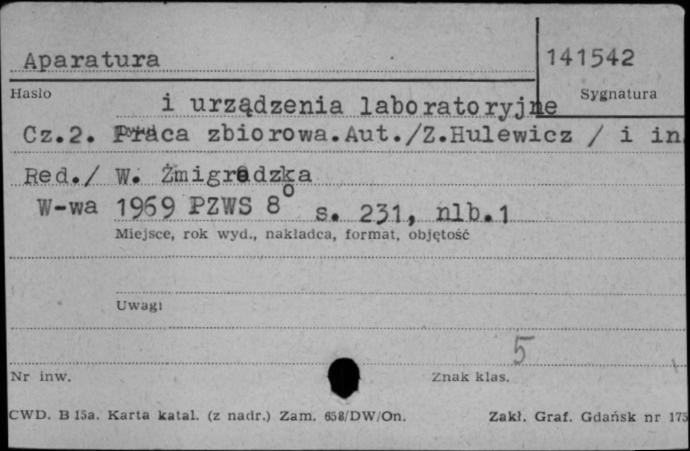 Aparatura
141542
Hasło
Sygnatura
i urządzenia laboratoryjne
Cz.2. Praca zbiorowa.Aut./Z.Hulewicz / i in
Red./ W. Żmigrodzka
W-wa 1969 PZWS 8° s. 231, nlb.1
Miejsce, rok wyd., nakładca, format, objętość
Uwagi
5
Nr inw.
Znak klas.
CWD. B 15a. Karta katal. (z nadr.) Zam. 658/DW/On.
Zakł. Graf. Gdańsk nr 175